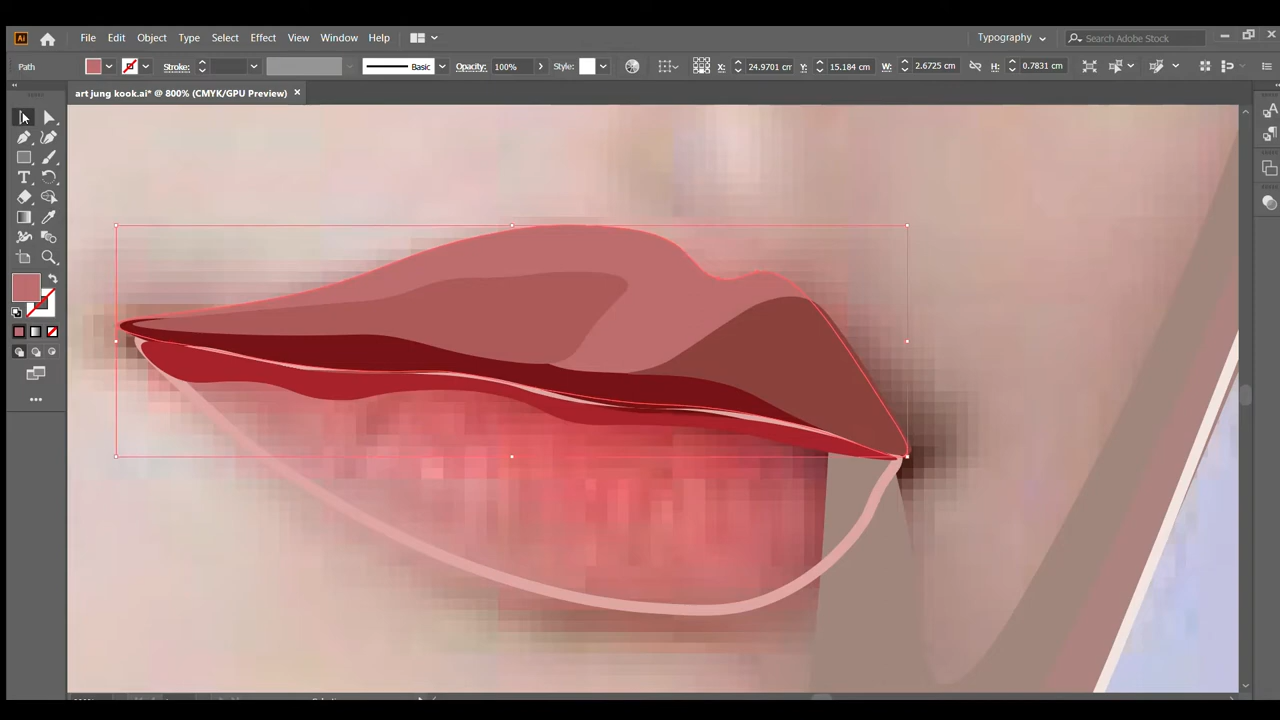 Ai File Edit Object Type Select Effect View Window Help Typography Search Adobe Stock
Path Stroke: Basic Opacity: 100% Style: X: 24.9701 cm Y: 15.184 cm W: 2.6725 cm H: 0.7831 cm
art jung kook.ai* @ 800% (CMYK/GPU Preview)